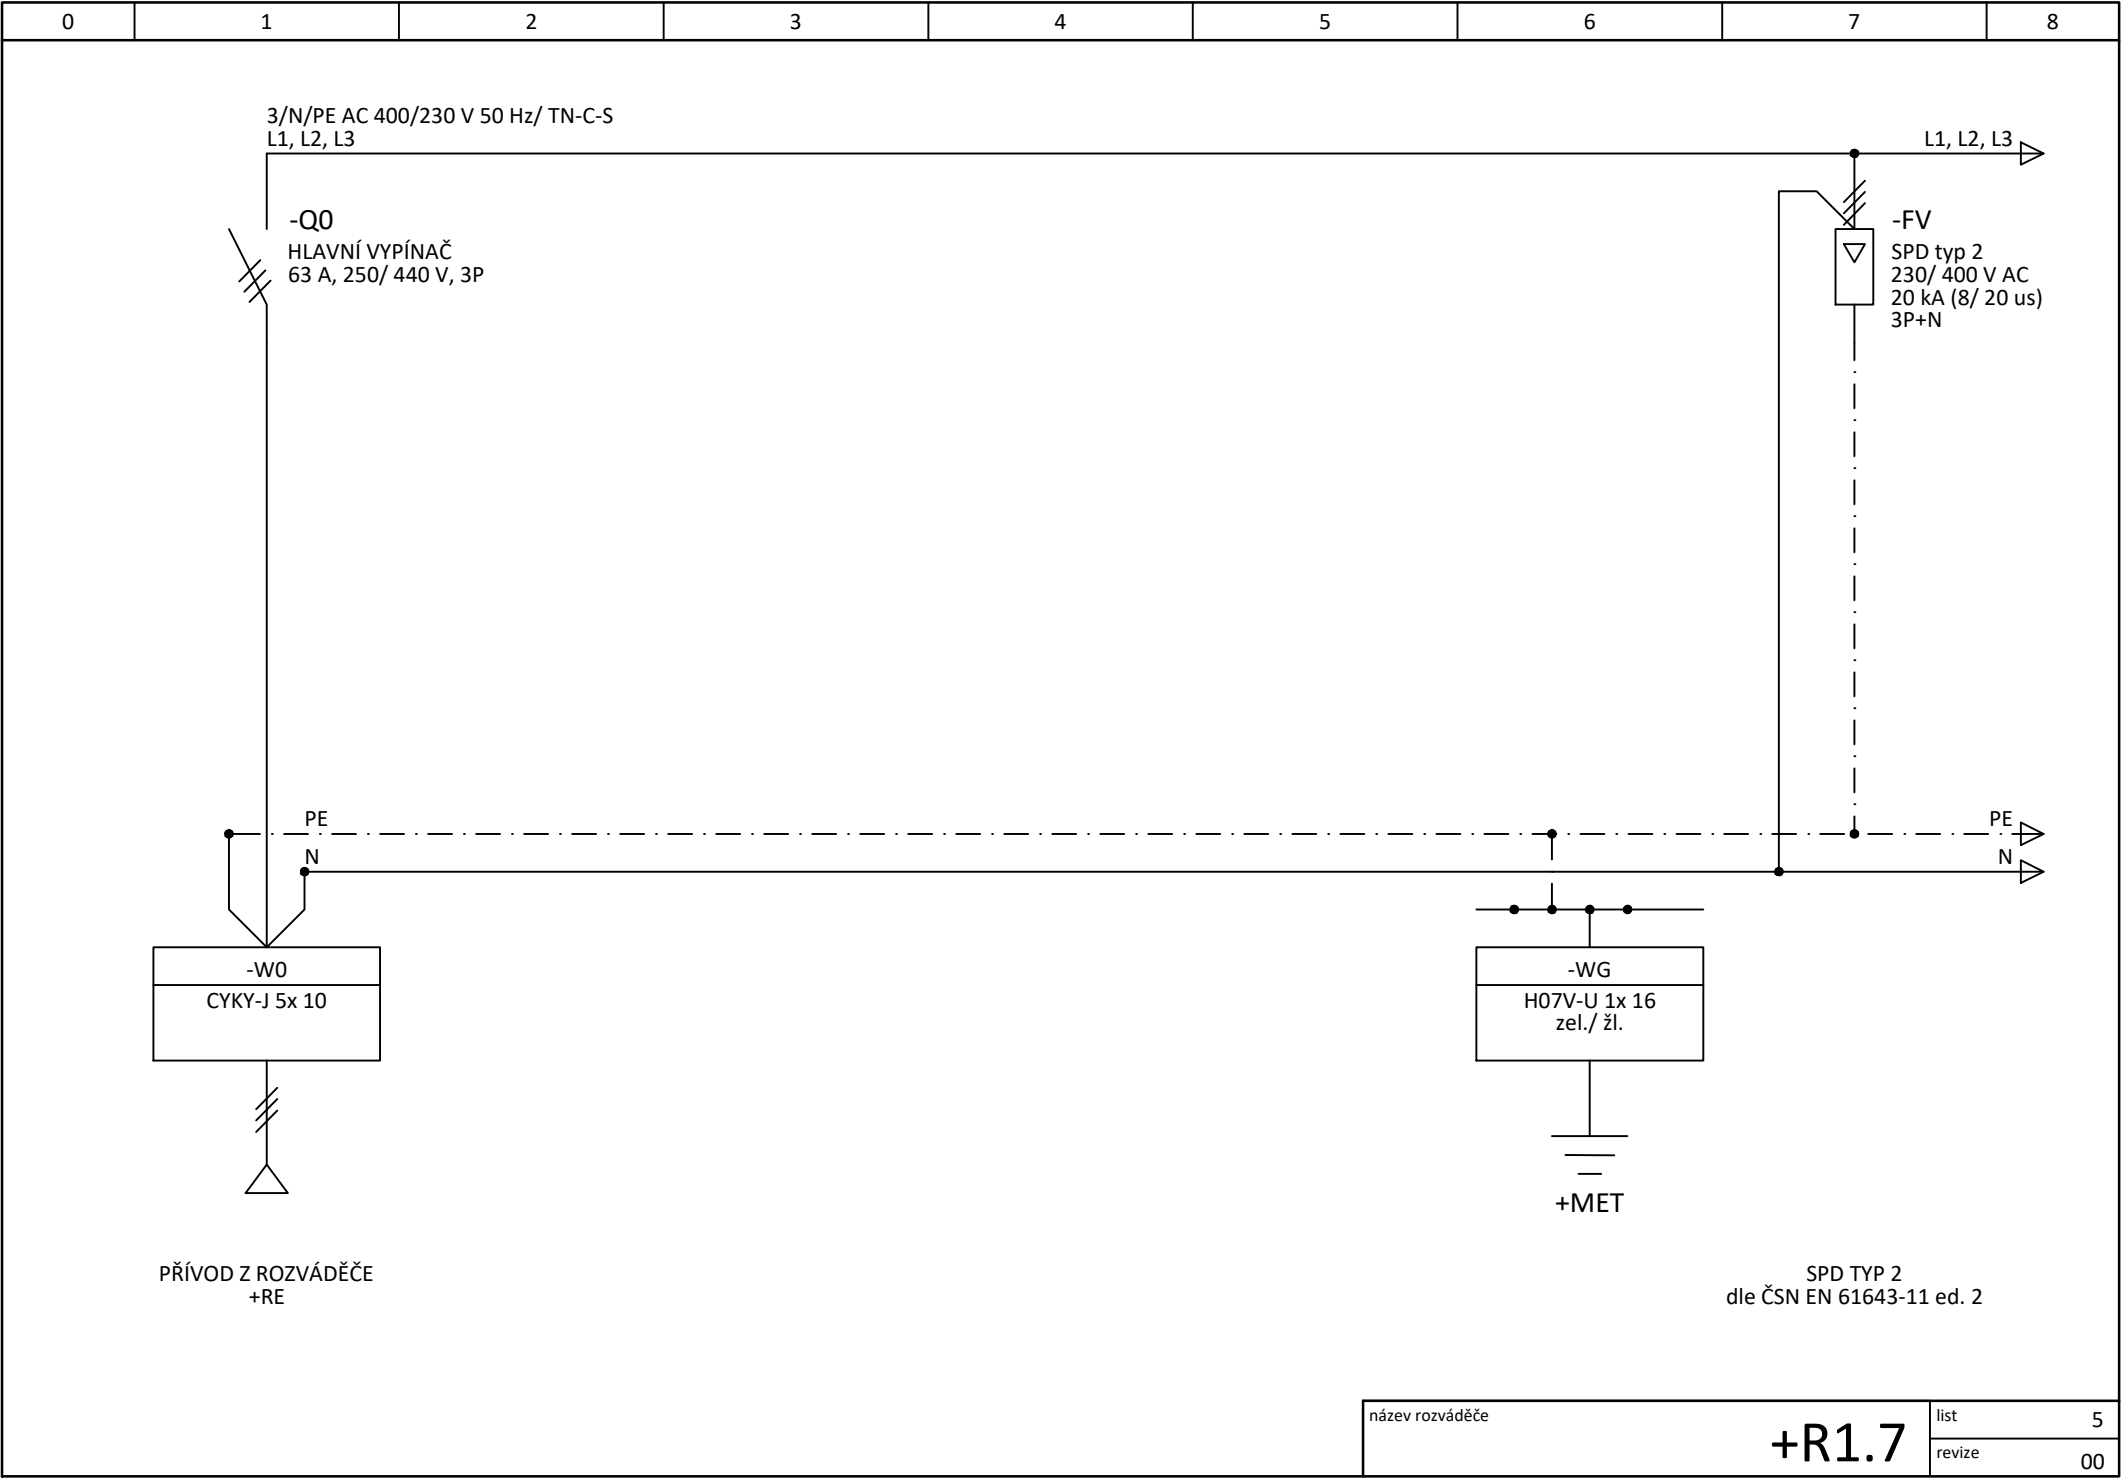 0 1 2 3 4 5 6 7 8
3/N/PE AC 400/230 V 50 Hz/ TN-C-S
L1, L2, L3
L1, L2, L3
-Q0
HLAVNÍ VYPÍNAČ
63 A, 250/ 440 V, 3P
-FV
SPD typ 2
230/ 400 V AC
20 kA (8/ 20 us)
3P+N
PE
PE
N
N
-W0
CYKY-J 5x 10
-WG
H07V-U 1x 16
zel./ žl.
+MET
PŘÍVOD Z ROZVÁDĚČE
+RE
SPD TYP 2
dle ČSN EN 61643-11 ed. 2
název rozváděče
+R1.7
list 5
revize 00